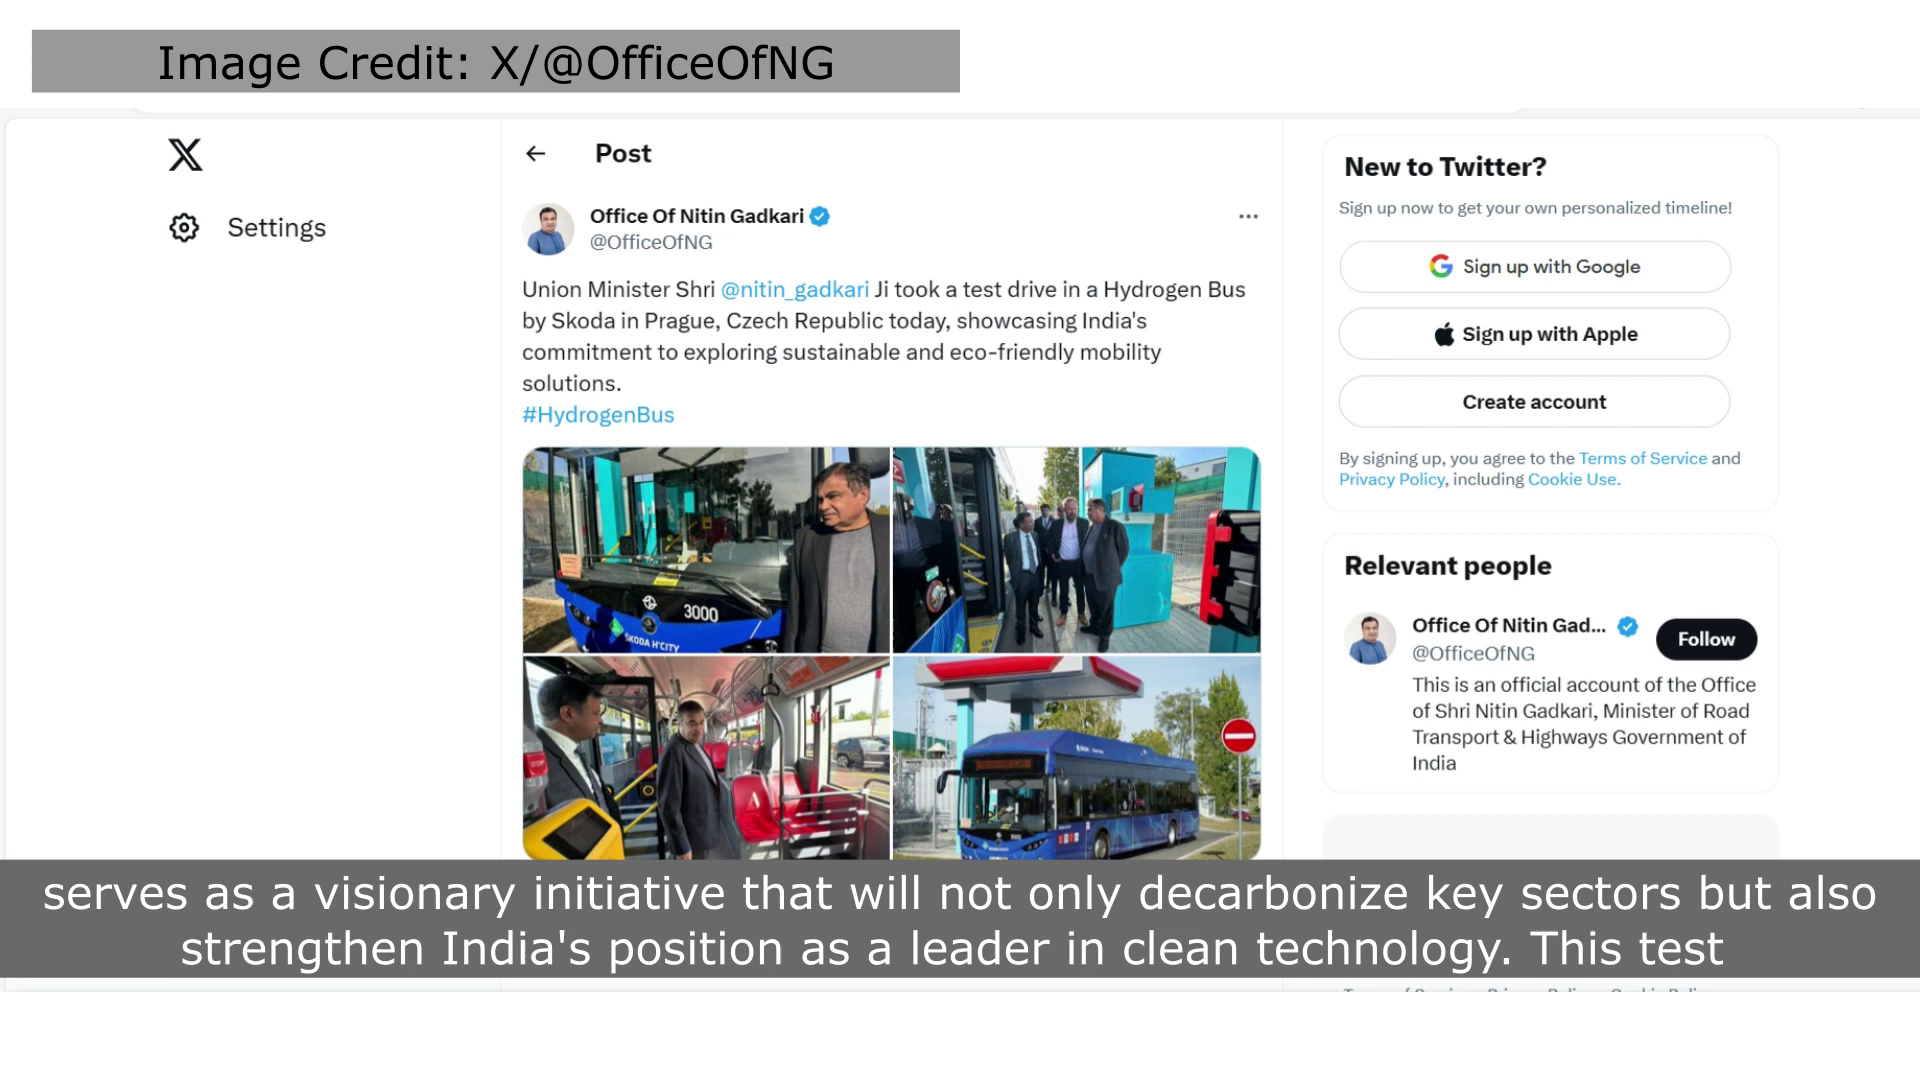 Image Credit: X/@OfficeOfNG
Post
Settings
Office Of Nitin Gadkari
@OfficeOfNG
Union Minister Shri @nitin_gadkari Ji took a test drive in a Hydrogen Bus
by Skoda in Prague, Czech Republic today, showcasing India's
commitment to exploring sustainable and eco-friendly mobility
solutions.
#HydrogenBus
3000
ŠKODA H'CITY
STOP
New to Twitter?
Sign up now to get your own personalized timeline!
Sign up with Google
Sign up with Apple
Create account
By signing up, you agree to the Terms of Service and
Privacy Policy, including Cookie Use.
Relevant people
Office Of Nitin Gad...
@OfficeOfNG
Follow
This is an official account of the Office
of Shri Nitin Gadkari, Minister of Road
Transport & Highways Government of
India
serves as a visionary initiative that will not only decarbonize key sectors but also
strengthen India's position as a leader in clean technology. This test